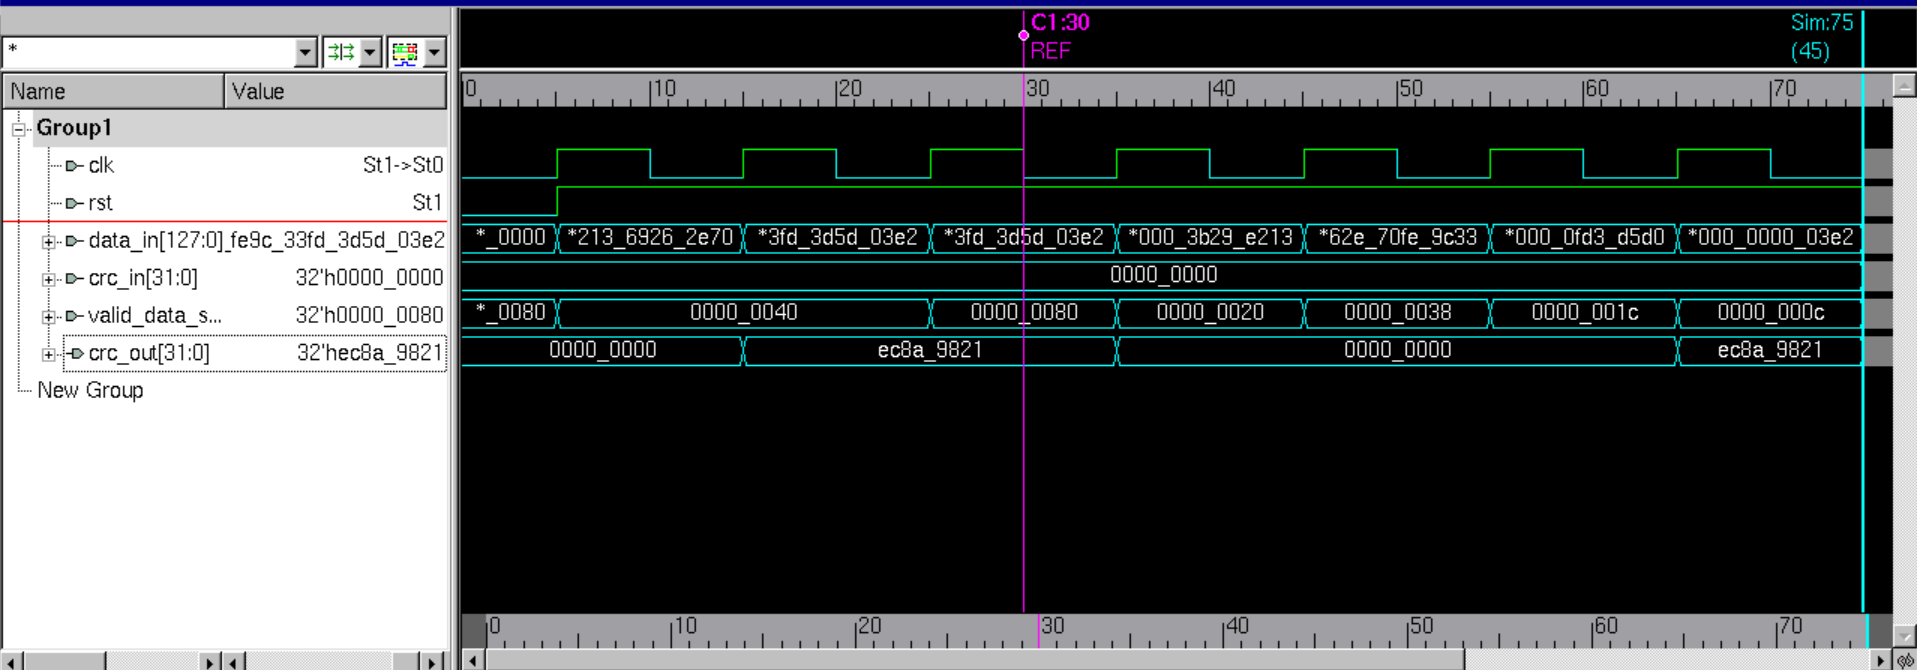 C1:30 Sim:75
REF (45)
*
Name Value 0 10 20 30 40 50 60 70
Group1
clk St1->St0
rst St1
data_in[127:0] fe9c_33fd_3d5d_03e2 *_0000 *213_6926_2e70 *3fd_3d5d_03e2 *3fd_3d5d_03e2 *000_3b29_e213 *62e_70fe_9c33 *000_0fd3_d5d0 *000_0000_03e2
crc_in[31:0] 32'h0000_0000 0000_0000
valid_data_s... 32'h0000_0080 *_0080 0000_0040 0000_0080 0000_0020 0000_0038 0000_001c 0000_000c
crc_out[31:0] 32'hec8a_9821 0000_0000 ec8a_9821 0000_0000 ec8a_9821
New Group
0 10 20 30 40 50 60 70